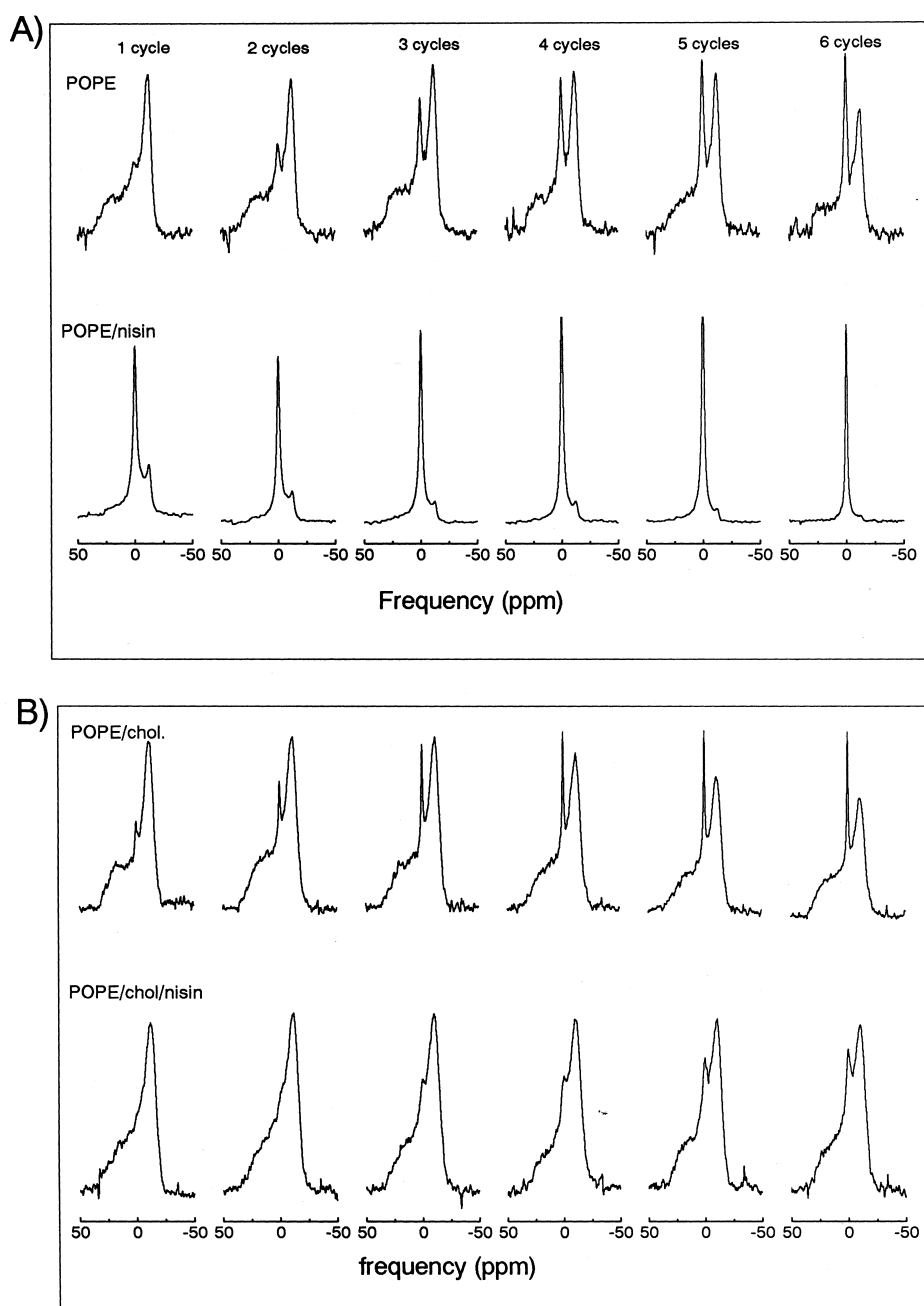 A)
1 cycle 2 cycles 3 cycles 4 cycles 5 cycles 6 cycles
POPE
POPE/nisin
50 0 -50 50 0 -50 50 0 -50 50 0 -50 50 0 -50 50 0 -50
Frequency (ppm)
B)
POPE/chol.
POPE/chol/nisin
50 0 -50 50 0 -50 50 0 -50 50 0 -50 50 0 -50 50 0 -50
frequency (ppm)